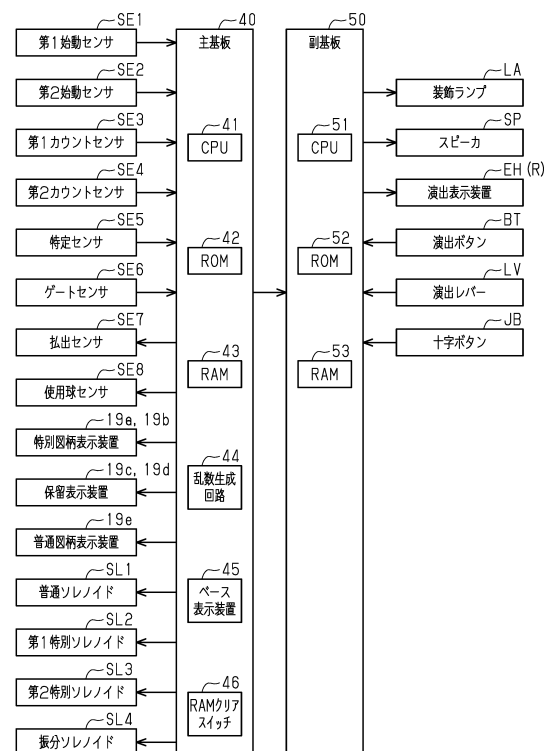 SE1
第1始動センサ
SE2
第2始動センサ
SE3
第1カウントセンサ
SE4
第2カウントセンサ
SE5
特定センサ
SE6
ゲートセンサ
SE7
払出センサ
SE8
使用球センサ
19a, 19b
特別図柄表示装置
19c, 19d
保留表示装置
19e
普通図柄表示装置
SL1
普通ソレノイド
SL2
第1特別ソレノイド
SL3
第2特別ソレノイド
SL4
振分ソレノイド
40
主基板
41
CPU
42
ROM
43
RAM
44
乱数生成
回路
45
ベース
表示装置
46
RAMクリア
スイッチ
50
副基板
51
CPU
52
ROM
53
RAM
LA
装飾ランプ
SP
スピーカ
EH(R)
演出表示装置
BT
演出ボタン
LV
演出レバー
JB
十字ボタン